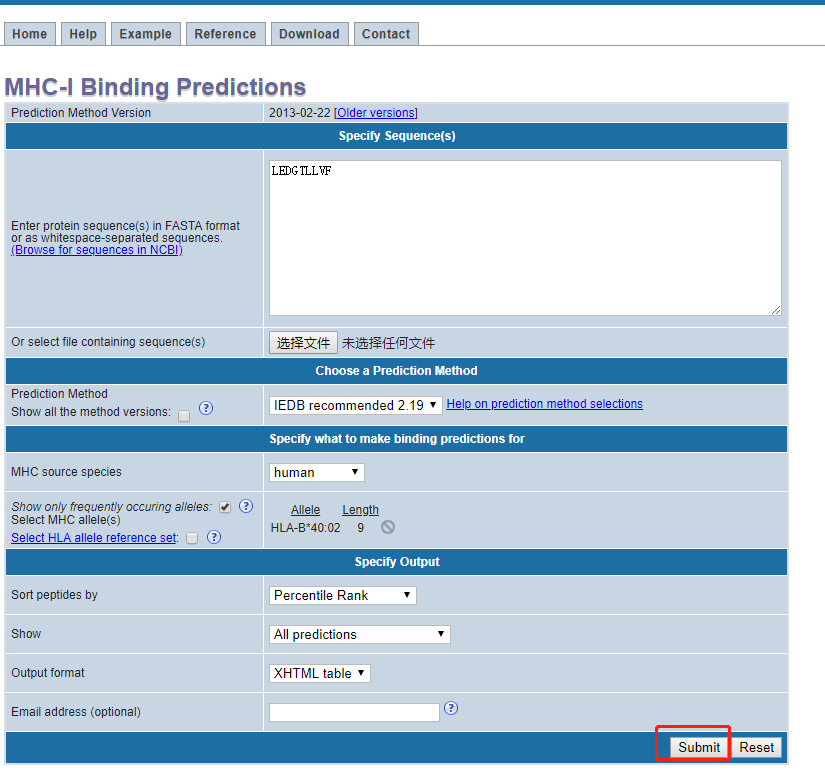 Home Help Example Reference Download Contact
MHC-I Binding Predictions
Prediction Method Version 2013-02-22 [Older versions]
Specify Sequence(s)
LEDGTLLVF
Enter protein sequence(s) in FASTA format
or as whitespace-separated sequences.
(Browse for sequences in NCBI)
Or select file containing sequence(s) 选择文件 未选择任何文件
Choose a Prediction Method
Prediction Method
Show all the method versions: ? IEDB recommended 2.19 Help on prediction method selections
Specify what to make binding predictions for
MHC source species human
Show only frequently occuring alleles: ? Allele Length
Select MHC allele(s) HLA-B*40:02 9
Select HLA allele reference set: ?
Specify Output
Sort peptides by Percentile Rank
Show All predictions
Output format XHTML table
Email address (optional) ?
Submit Reset